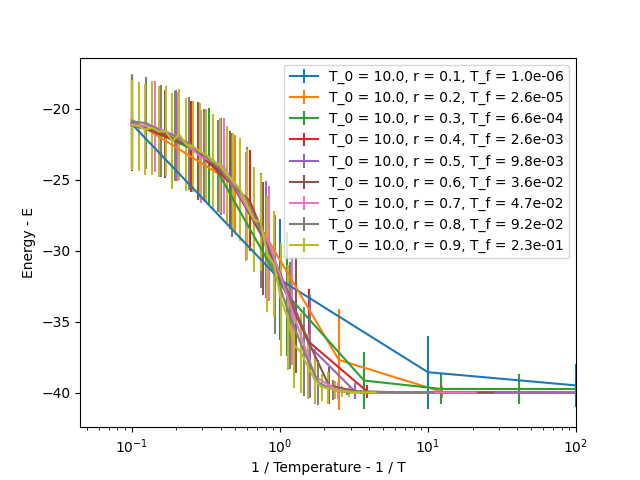 T_0 = 10.0, r = 0.1, T_f = 1.0e-06
T_0 = 10.0, r = 0.2, T_f = 2.6e-05
T_0 = 10.0, r = 0.3, T_f = 6.6e-04
T_0 = 10.0, r = 0.4, T_f = 2.6e-03
T_0 = 10.0, r = 0.5, T_f = 9.8e-03
T_0 = 10.0, r = 0.6, T_f = 3.6e-02
T_0 = 10.0, r = 0.7, T_f = 4.7e-02
T_0 = 10.0, r = 0.8, T_f = 9.2e-02
T_0 = 10.0, r = 0.9, T_f = 2.3e-01
−20
−25
−30
−35
−40
Energy - E
10⁻¹ 10⁰ 10¹ 10²
1 / Temperature - 1 / T